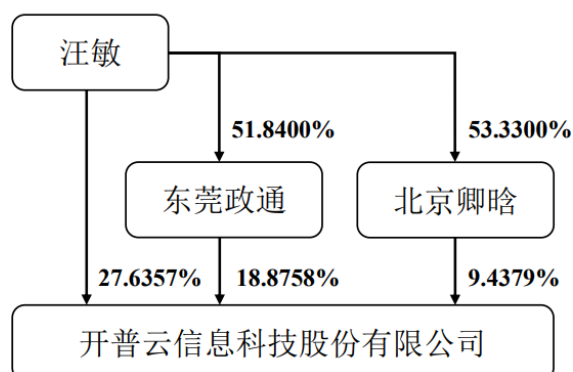 汪敏
51.8400%
53.3300%
东莞政通
北京卿晗
27.6357%
18.8758%
9.4379%
开普云信息科技股份有限公司